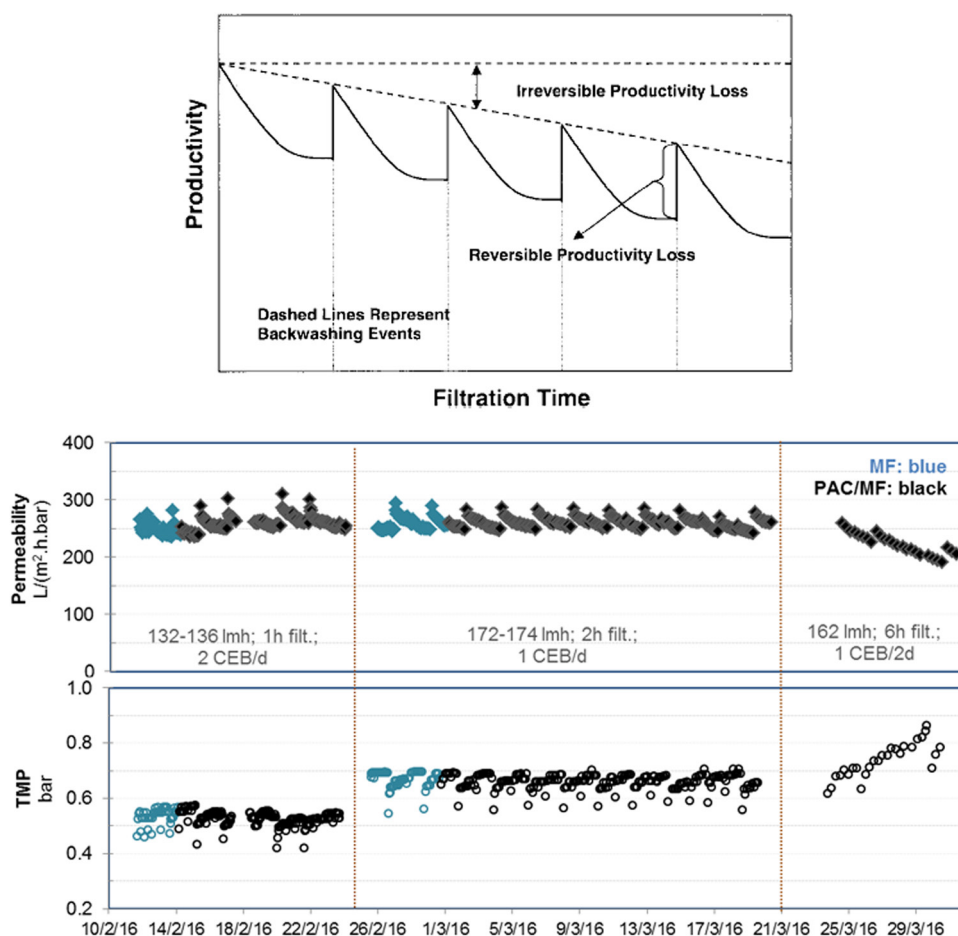 Productivity
Irreversible Productivity Loss
Reversible Productivity Loss
Dashed Lines Represent
Backwashing Events
Filtration Time
Permeability
L/(m².h.bar)
400
300
200
100
0
MF: blue
PAC/MF: black
132-136 lmh; 1h filt.;
2 CEB/d
172-174 lmh; 2h filt.;
1 CEB/d
162 lmh; 6h filt.;
1 CEB/2d
TMP
bar
1.0
0.8
0.6
0.4
0.2
10/2/16 14/2/16 18/2/16 22/2/16 26/2/16 1/3/16 5/3/16 9/3/16 13/3/16 17/3/16 21/3/16 25/3/16 29/3/16